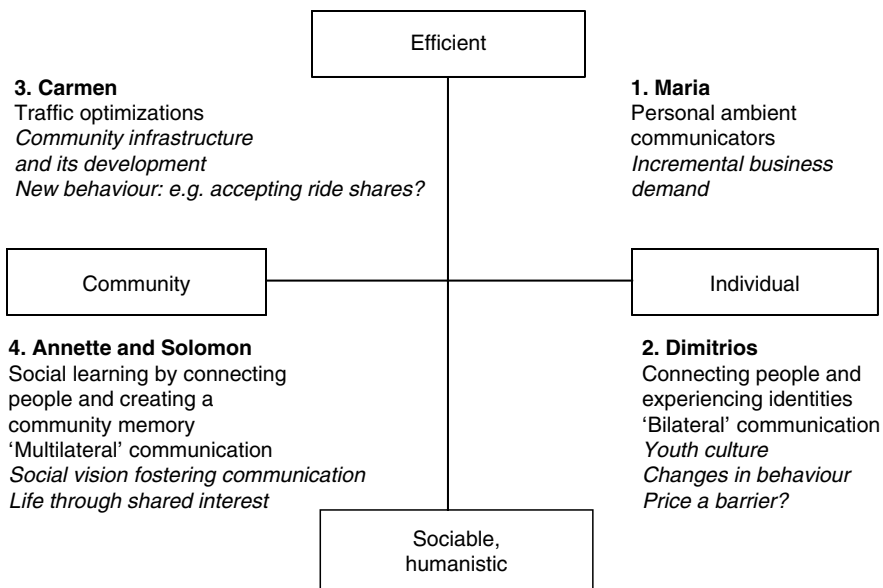 Efficient
3. Carmen
Traffic optimizations
Community infrastructure
and its development
New behaviour: e.g. accepting ride shares?
1. Maria
Personal ambient
communicators
Incremental business
demand
Community
Individual
4. Annette and Solomon
Social learning by connecting
people and creating a
community memory
‘Multilateral’ communication
Social vision fostering communication
Life through shared interest
2. Dimitrios
Connecting people and
experiencing identities
‘Bilateral’ communication
Youth culture
Changes in behaviour
Price a barrier?
Sociable,
humanistic